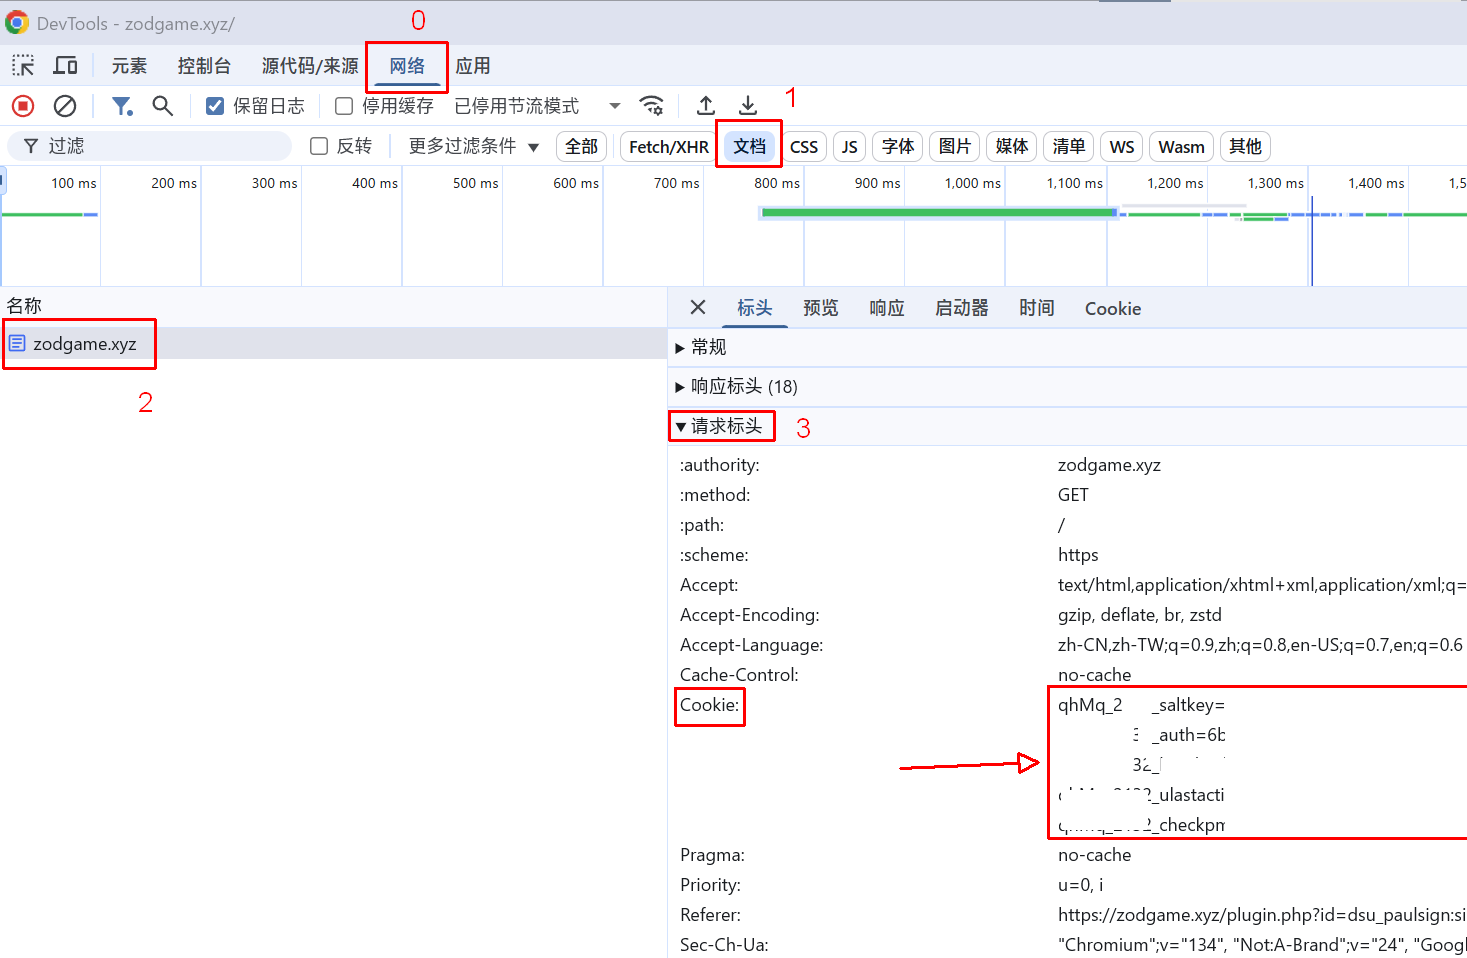 DevTools - zodgame.xyz/
0
元素 控制台 源代码/来源 网络 应用
保留日志 停用缓存 已停用节流模式
1
过滤 反转 更多过滤条件 全部 Fetch/XHR 文档 CSS JS 字体 图片 媒体 清单 WS Wasm 其他
100 ms 200 ms 300 ms 400 ms 500 ms 600 ms 700 ms 800 ms 900 ms 1,000 ms 1,100 ms 1,200 ms 1,300 ms 1,400 ms 1,5
名称
zodgame.xyz
2
标头 预览 响应 启动器 时间 Cookie
常规
响应标头 (18)
请求标头 3
:authority: zodgame.xyz
:method: GET
:path: /
:scheme: https
Accept: text/html,application/xhtml+xml,application/xml;q=
Accept-Encoding: gzip, deflate, br, zstd
Accept-Language: zh-CN,zh-TW;q=0.9,zh;q=0.8,en-US;q=0.7,en;q=0.6
Cache-Control: no-cache
Cookie: qhMq_2 _saltkey=
3 _auth=6b
32_
_ulastacti
_checkpm
Pragma: no-cache
Priority: u=0, i
Referer: https://zodgame.xyz/plugin.php?id=dsu_paulsign:si
Sec-Ch-Ua: "Chromium";v="134", "Not:A-Brand";v="24", "Goog